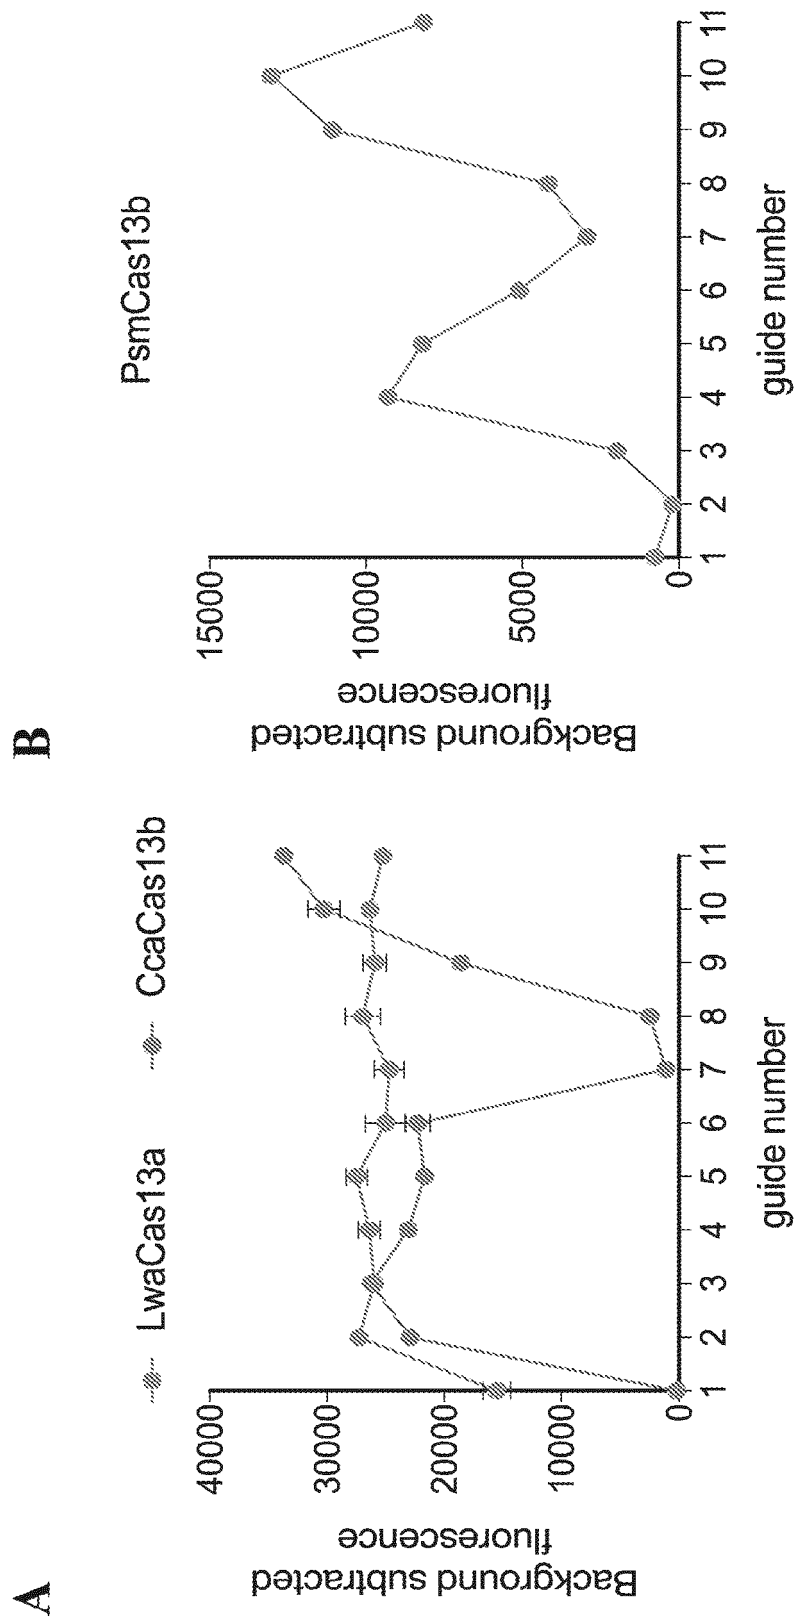 A
LwaCas13a
CcaCas13b
Background subtracted
fluorescence
40000
30000
20000
10000
0
1 2 3 4 5 6 7 8 9 10 11
guide number
B
PsmCas13b
Background subtracted
fluorescence
15000
10000
5000
0
1 2 3 4 5 6 7 8 9 10 11
guide number